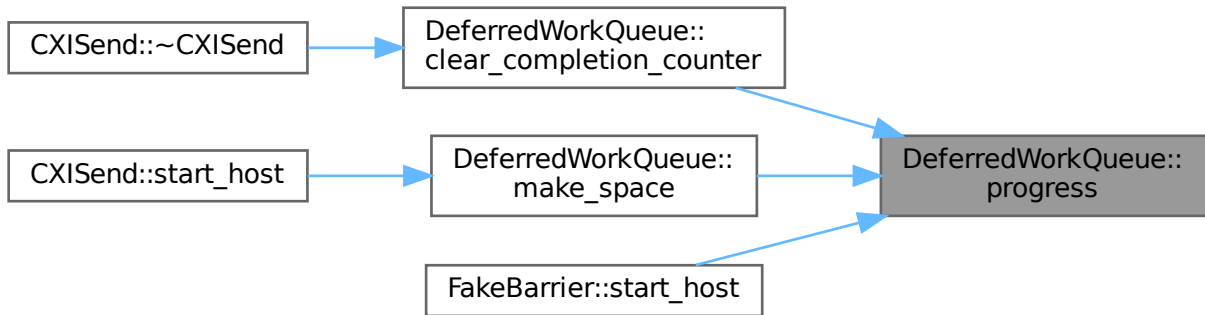 CXISend::~CXISend
DeferredWorkQueue::
clear_completion_counter
CXISend::start_host
DeferredWorkQueue::
make_space
DeferredWorkQueue::
progress
FakeBarrier::start_host